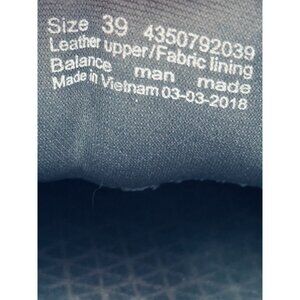 Size 39 4350792039
Leather upper/Fabric lining
Balance man made
Made in Vietnam 03-03-2018